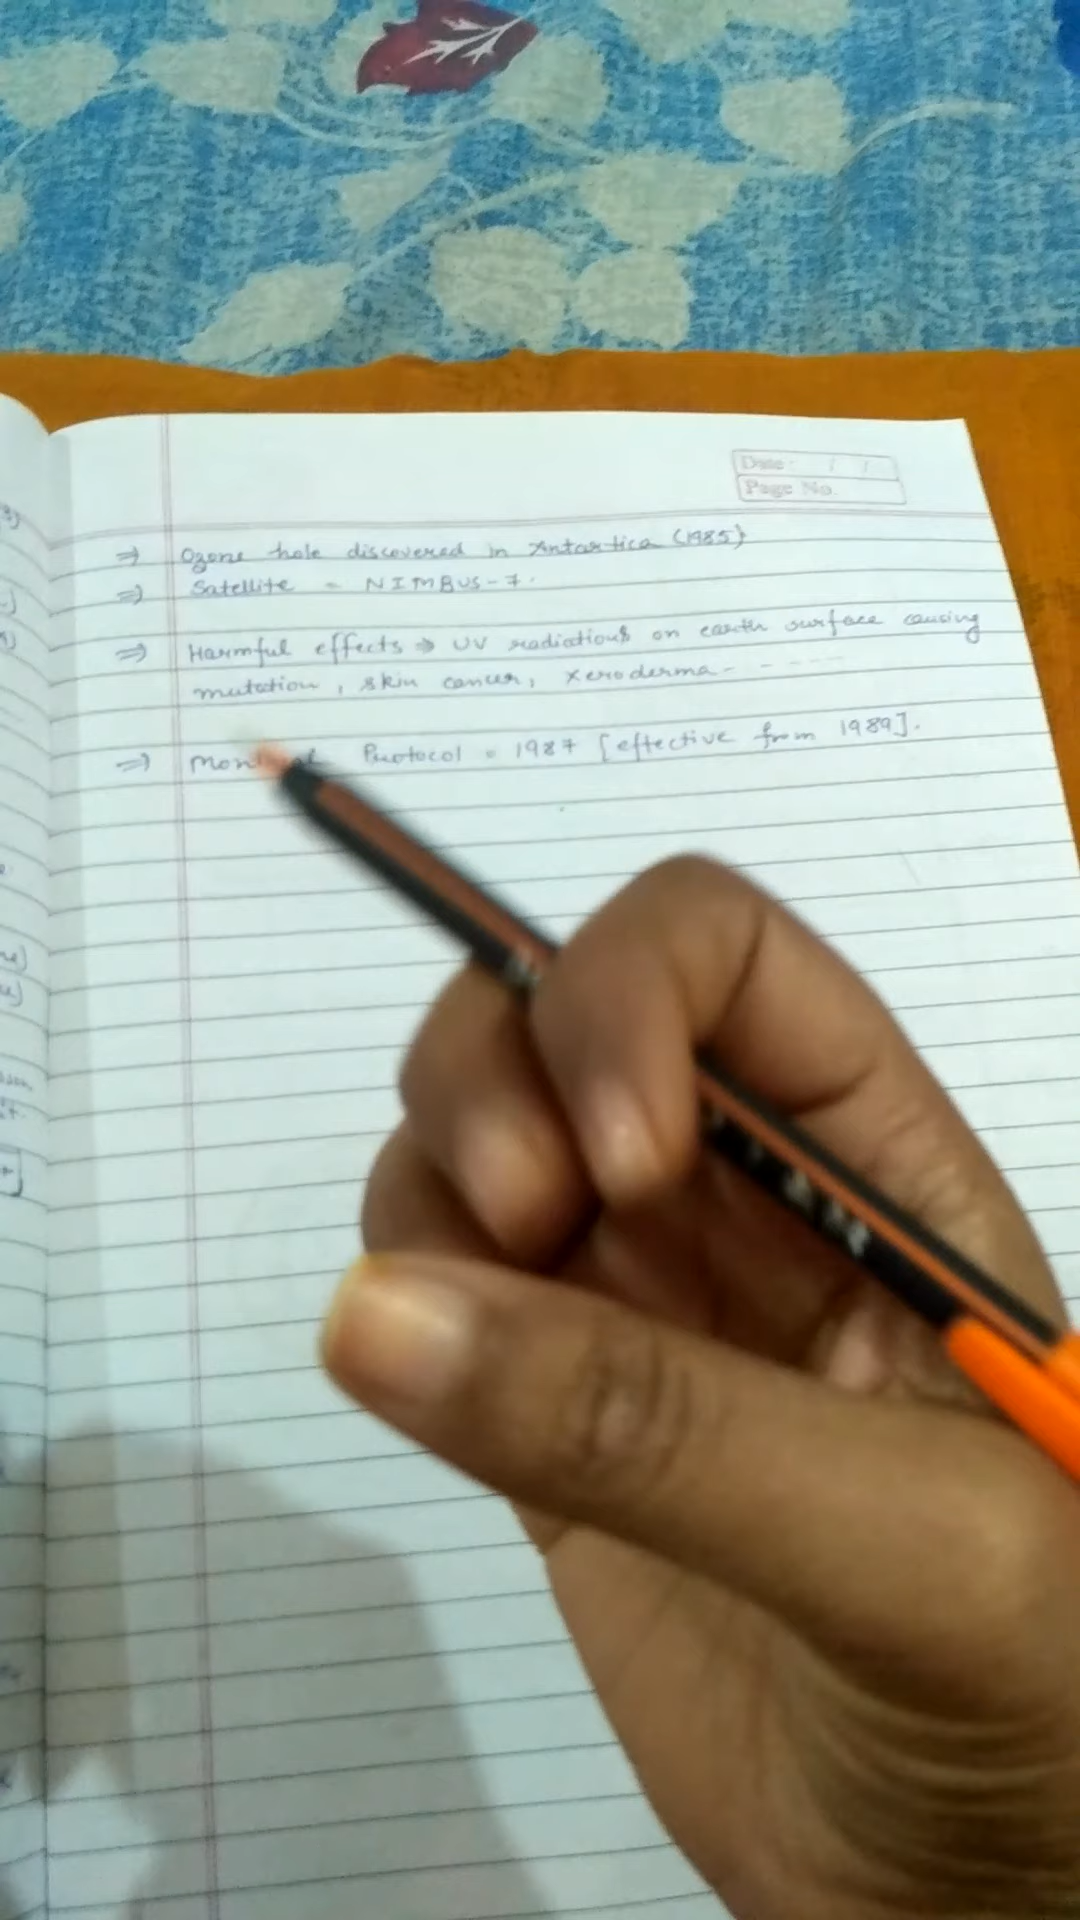 Date: / /
Page No.
⇒ Ozone hole discovered in Antartica (1985)
⇒ Satellite = NIMBUS-7.
⇒ Harmful effects ⇒ UV radiations on earth surface causing
mutation, skin cancer, xeroderma- - ----
⇒ Protocol = 1987 [effective from 1989].